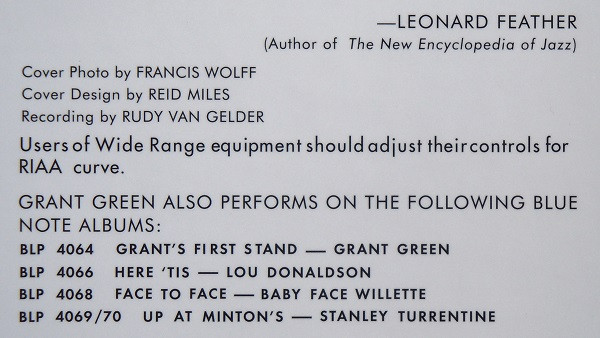 —LEONARD FEATHER
(Author of The New Encyclopedia of Jazz)
Cover Photo by FRANCIS WOLFF
Cover Design by REID MILES
Recording by RUDY VAN GELDER
Users of Wide Range equipment should adjust their controls for
RIAA curve.
GRANT GREEN ALSO PERFORMS ON THE FOLLOWING BLUE
NOTE ALBUMS:
BLP 4064 GRANT'S FIRST STAND — GRANT GREEN
BLP 4066 HERE 'TIS — LOU DONALDSON
BLP 4068 FACE TO FACE — BABY FACE WILLETTE
BLP 4069/70 UP AT MINTON'S — STANLEY TURRENTINE